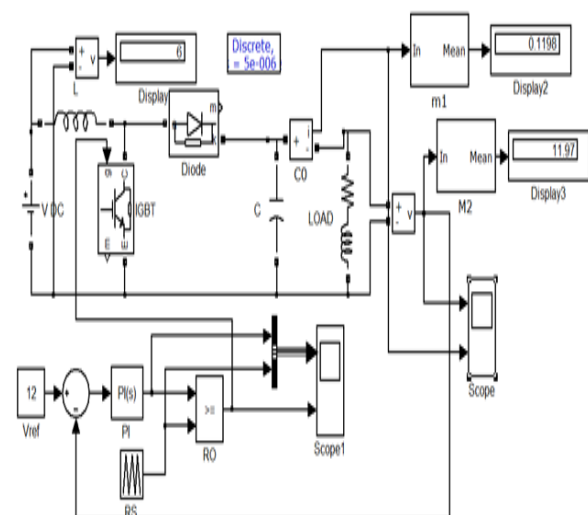 +
-
v
L
6
Display
Discrete,
= 5e-006
In
Mean
m1
0.1198
Display2
m
Diode
+
-
i
C0
In
Mean
M2
11.97
Display3
+
V DC
g
C
m
E
IGBT
C
LOAD
+
-
v
Scope
12
Vref
+
-
PI(s)
PI
>=
RO
Scope1
RS